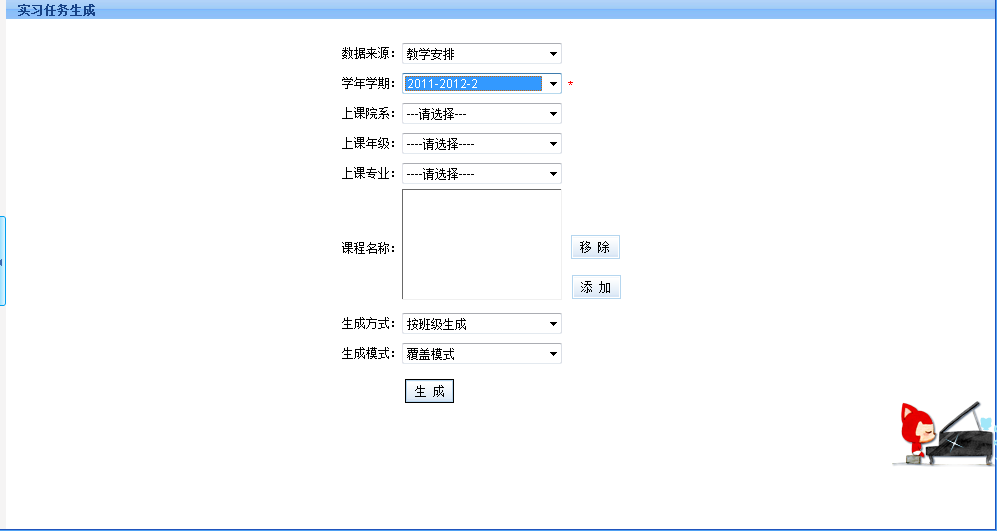 实习任务生成
数据来源： 教学安排
学年学期： 2011-2012-2 *
上课院系： ---请选择---
上课年级： ----请选择----
上课专业： ----请选择----
课程名称： 移 除
添 加
生成方式： 按班级生成
生成模式： 覆盖模式
生 成